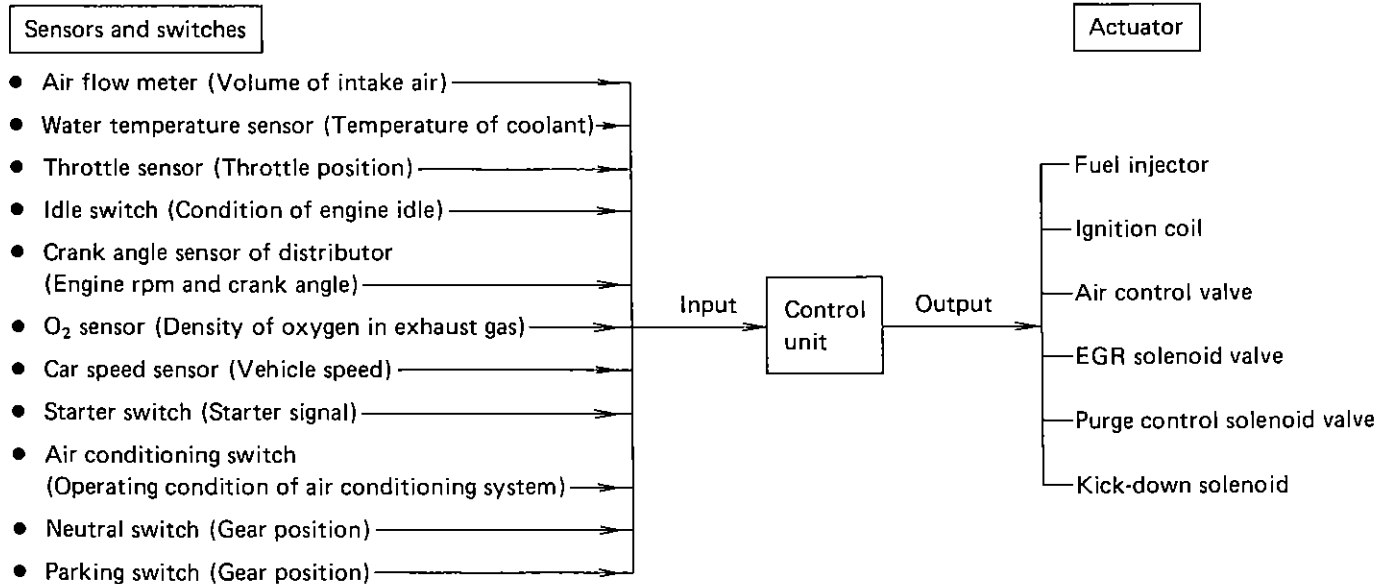 Sensors and switches
● Air flow meter (Volume of intake air)
● Water temperature sensor (Temperature of coolant)
● Throttle sensor (Throttle position)
● Idle switch (Condition of engine idle)
● Crank angle sensor of distributor
(Engine rpm and crank angle)
● O₂ sensor (Density of oxygen in exhaust gas)
● Car speed sensor (Vehicle speed)
● Starter switch (Starter signal)
● Air conditioning switch
(Operating condition of air conditioning system)
● Neutral switch (Gear position)
● Parking switch (Gear position)
Input
Control
unit
Output
Actuator
Fuel injector
Ignition coil
Air control valve
EGR solenoid valve
Purge control solenoid valve
Kick-down solenoid